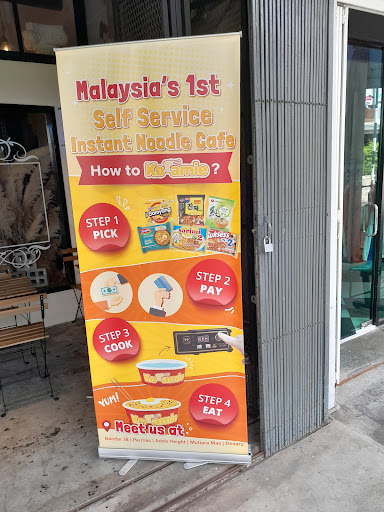 Malaysia's 1st
Self Service
Instant Noodle Cafe
How to Ke-amie?
STEP 1
PICK
STEP 2
PAY
STEP 3
COOK
YUM!
STEP 4
EAT
Meet us at